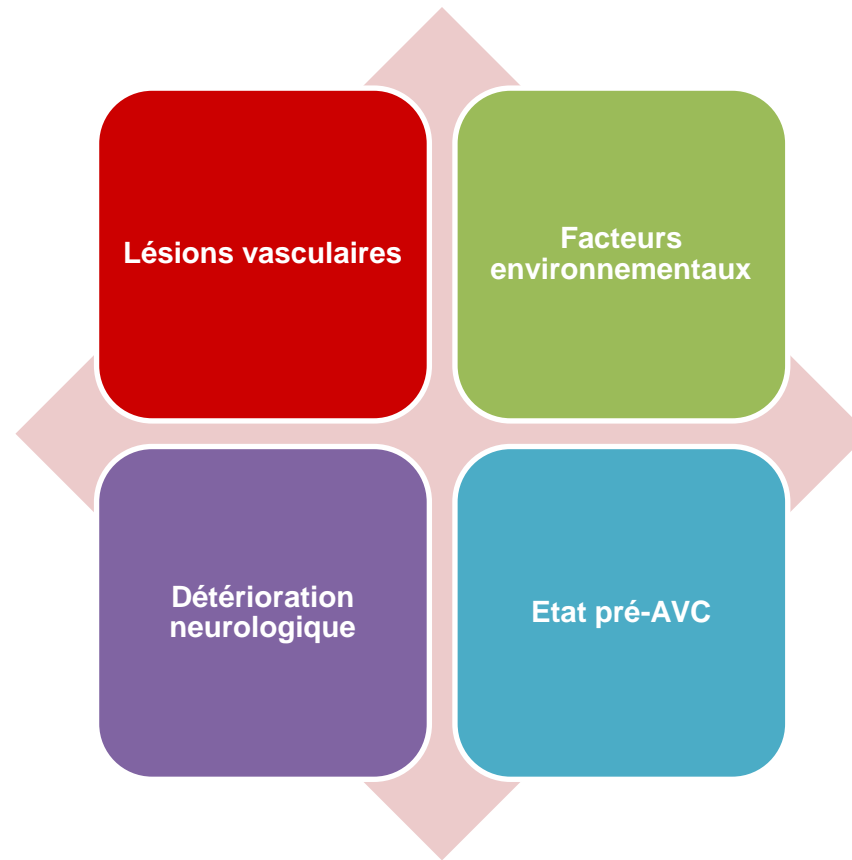 Lésions vasculaires
Facteurs
environnementaux
Détérioration
neurologique
Etat pré-AVC